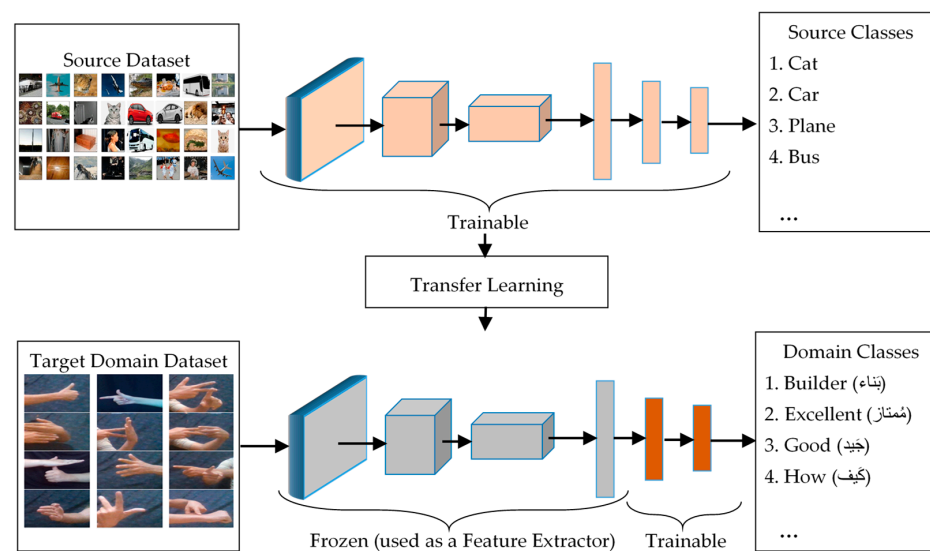 Source Dataset
Source Classes
1. Cat
2. Car
3. Plane
4. Bus
...
Trainable
Transfer Learning
Target Domain Dataset
Domain Classes
1. Builder (بَناء)
2. Excellent (مُمتاز)
3. Good (جَيد)
4. How (كَيف)
...
Frozen (used as a Feature Extractor)
Trainable